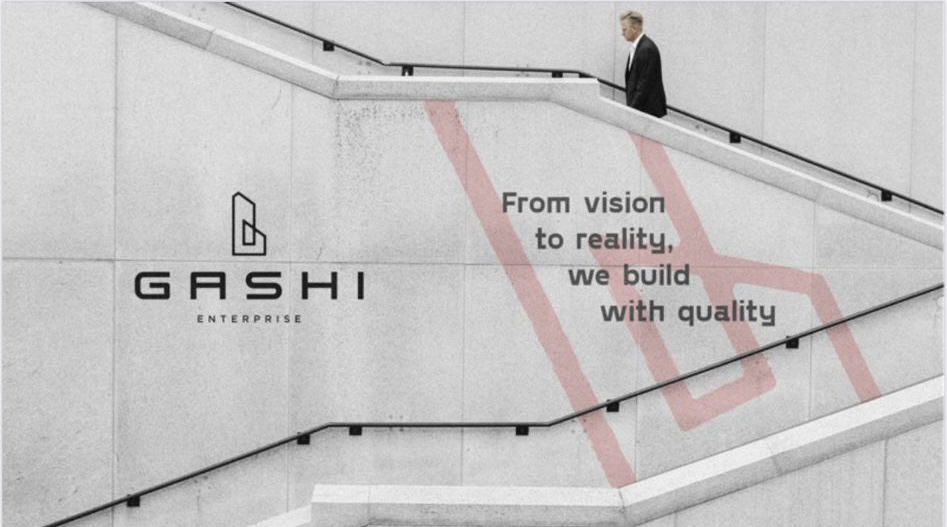 GASHI
ENTERPRISE
From vision
to reality,
we build
with quality